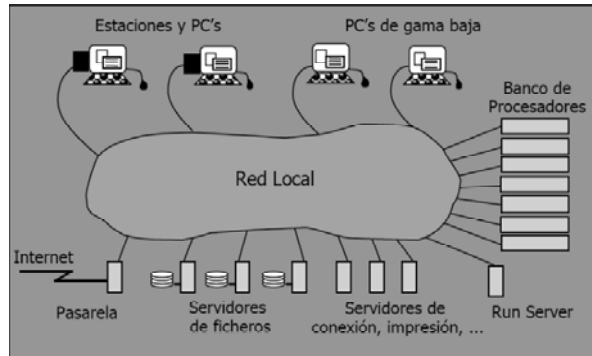 Estaciones y PC's
PC's de gama baja
Banco de
Procesadores
Red Local
Internet
Pasarela
Servidores
de ficheros
Servidores de
conexión, impresión, ...
Run Server